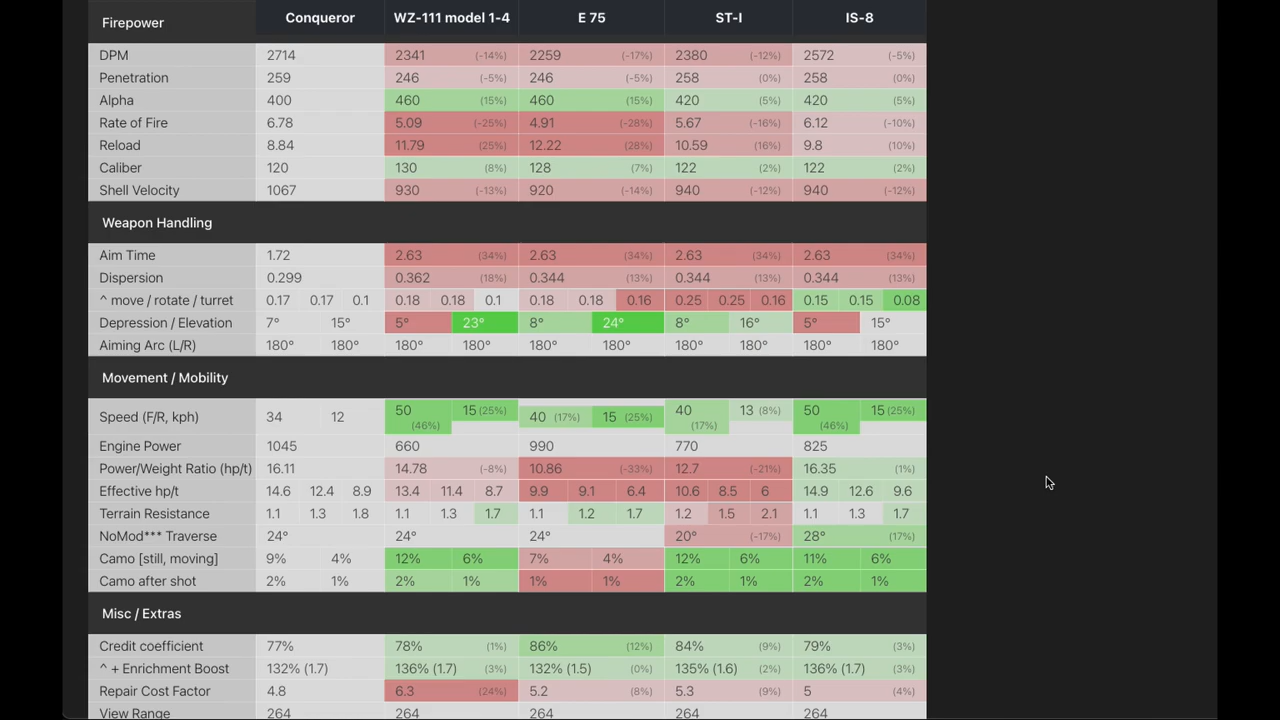 Firepower Conqueror WZ-111 model 1-4 E 75 ST-I IS-8
DPM 2714 2341 (-14%) 2259 (-17%) 2380 (-12%) 2572 (-5%)
Penetration 259 246 (-5%) 246 (-5%) 258 (0%) 258 (0%)
Alpha 400 460 (15%) 460 (15%) 420 (5%) 420 (5%)
Rate of Fire 6.78 5.09 (-25%) 4.91 (-28%) 5.67 (-16%) 6.12 (-10%)
Reload 8.84 11.79 (25%) 12.22 (28%) 10.59 (16%) 9.8 (10%)
Caliber 120 130 (8%) 128 (7%) 122 (2%) 122 (2%)
Shell Velocity 1067 930 (-13%) 920 (-14%) 940 (-12%) 940 (-12%)
Weapon Handling
Aim Time 1.72 2.63 (34%) 2.63 (34%) 2.63 (34%) 2.63 (34%)
Dispersion 0.299 0.362 (18%) 0.344 (13%) 0.344 (13%) 0.344 (13%)
^ move / rotate / turret 0.17 0.17 0.1 0.18 0.18 0.1 0.18 0.18 0.16 0.25 0.25 0.16 0.15 0.15 0.08
Depression / Elevation 7° 15° 5° 23° 8° 24° 8° 16° 5° 15°
Aiming Arc (L/R) 180° 180° 180° 180° 180° 180° 180° 180° 180° 180°
Movement / Mobility
Speed (F/R, kph) 34 12 50 (46%) 15 (25%) 40 (17%) 15 (25%) 40 (17%) 13 (8%) 50 (46%) 15 (25%)
Engine Power 1045 660 990 770 825
Power/Weight Ratio (hp/t) 16.11 14.78 (-8%) 10.86 (-33%) 12.7 (-21%) 16.35 (1%)
Effective hp/t 14.6 12.4 8.9 13.4 11.4 8.7 9.9 9.1 6.4 10.6 8.5 6 14.9 12.6 9.6
Terrain Resistance 1.1 1.3 1.8 1.1 1.3 1.7 1.1 1.2 1.7 1.2 1.5 2.1 1.1 1.3 1.7
NoMod*** Traverse 24° 24° 24° 20° (-17%) 28° (17%)
Camo [still, moving] 9% 4% 12% 6% 7% 4% 12% 6% 11% 6%
Camo after shot 2% 1% 2% 1% 1% 1% 2% 1% 2% 1%
Misc / Extras
Credit coefficient 77% 78% (1%) 86% (12%) 84% (9%) 79% (3%)
^ + Enrichment Boost 132% (1.7) 136% (1.7) (3%) 132% (1.5) (0%) 135% (1.6) (2%) 136% (1.7) (3%)
Repair Cost Factor 4.8 6.3 (24%) 5.2 (8%) 5.3 (9%) 5 (4%)
View Range 264 264 264 264 264